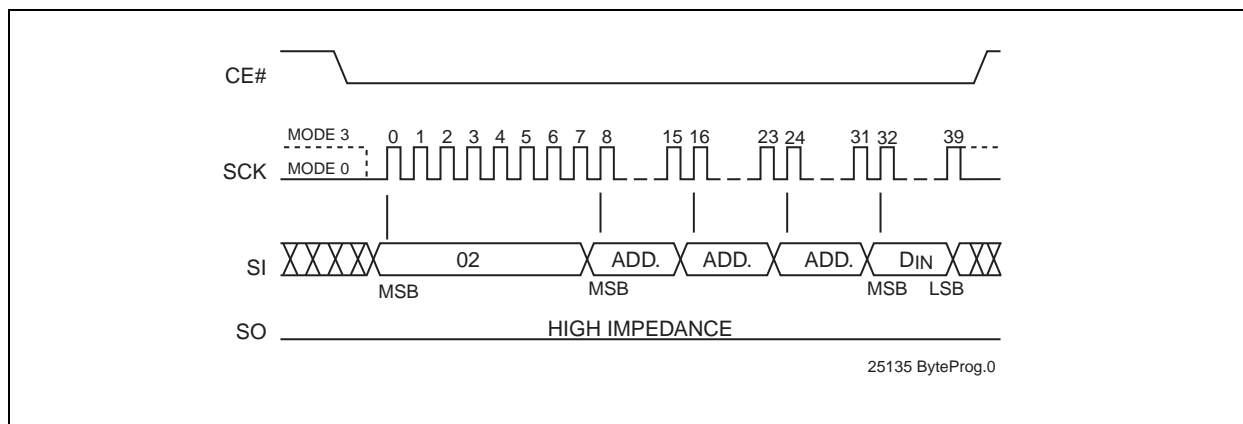 CE#
MODE 3
0 1 2 3 4 5 6 7 8 15 16 23 24 31 32 39
SCK MODE 0
SI 02 ADD. ADD. ADD. DIN
MSB MSB MSB LSB
SO HIGH IMPEDANCE
25135 ByteProg.0